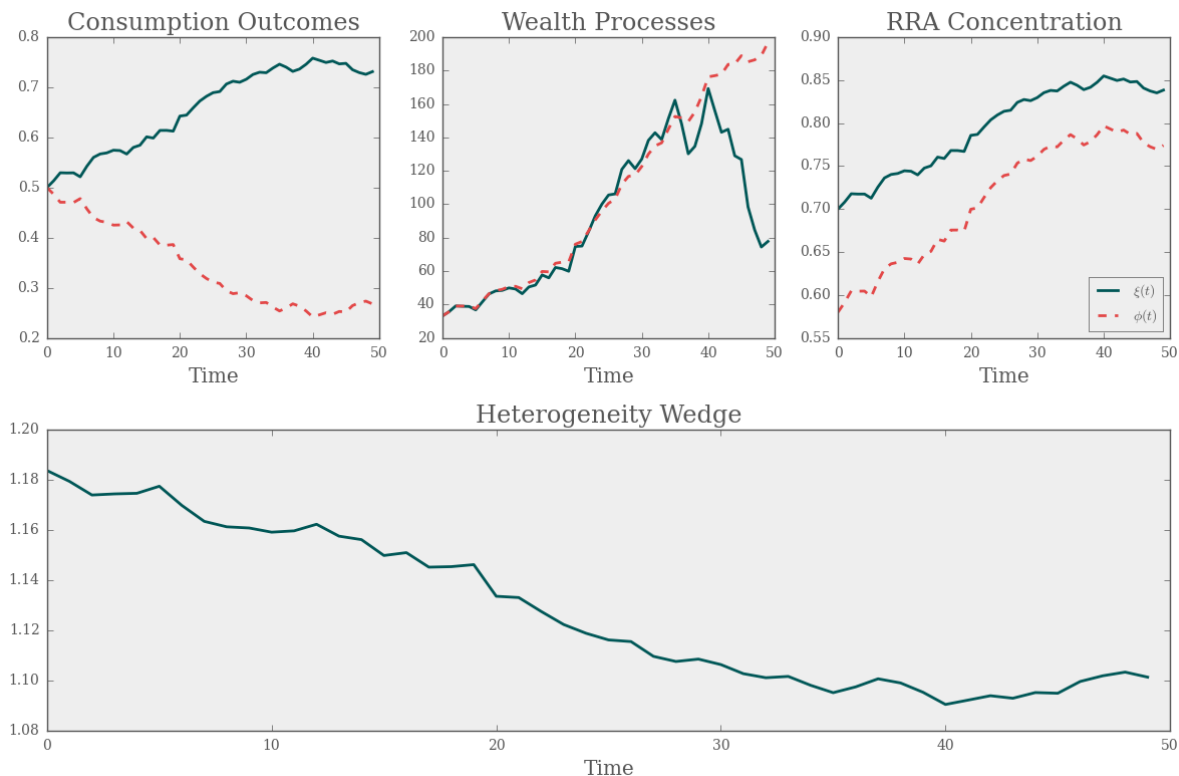 Consumption Outcomes
0.8
0.7
0.6
0.5
0.4
0.3
0.2
0 10 20 30 40 50
Time
Wealth Processes
200
180
160
140
120
100
80
60
40
20
0 10 20 30 40 50
Time
RRA Concentration
0.90
0.85
0.80
0.75
0.70
0.65
0.60
0.55
ξ(t)
ϕ(t)
0 10 20 30 40 50
Time
Heterogeneity Wedge
1.20
1.18
1.16
1.14
1.12
1.10
1.08
0 10 20 30 40 50
Time